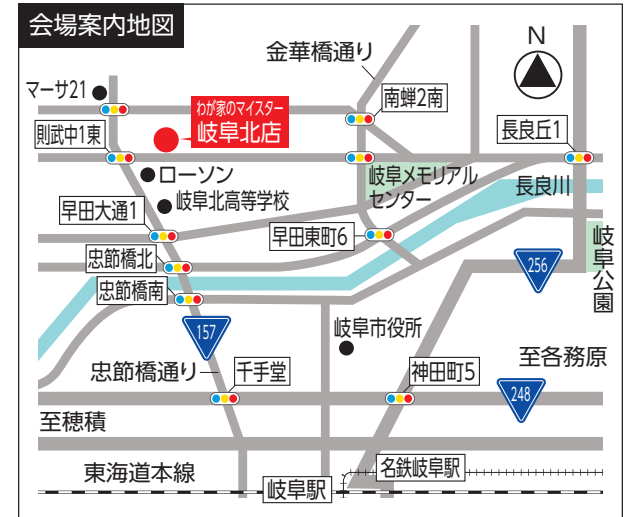 会場案内地図
金華橋通り
N
マーサ21
わが家のマイスター
岐阜北店
南蝉2南
則武中1東
長良丘1
ローソン
岐阜メモリアル
センター
長良川
岐阜北高等学校
早田大通1
早田東町6
岐阜公園
忠節橋北
256
忠節橋南
157
岐阜市役所
至各務原
忠節橋通り
千手堂
神田町5
248
至穂積
東海道本線
名鉄岐阜駅
岐阜駅